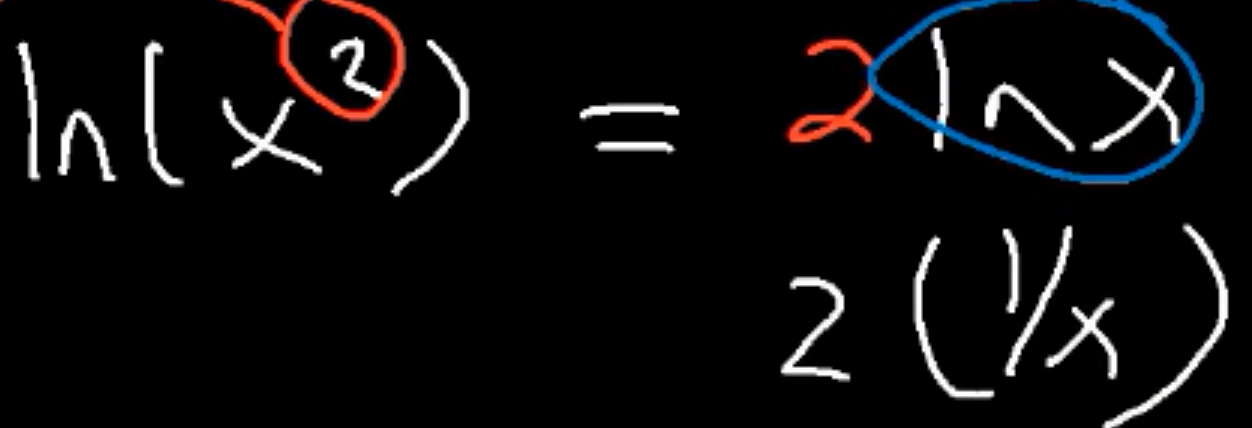 ln(x²) = 2 ln x
2 (1/x)